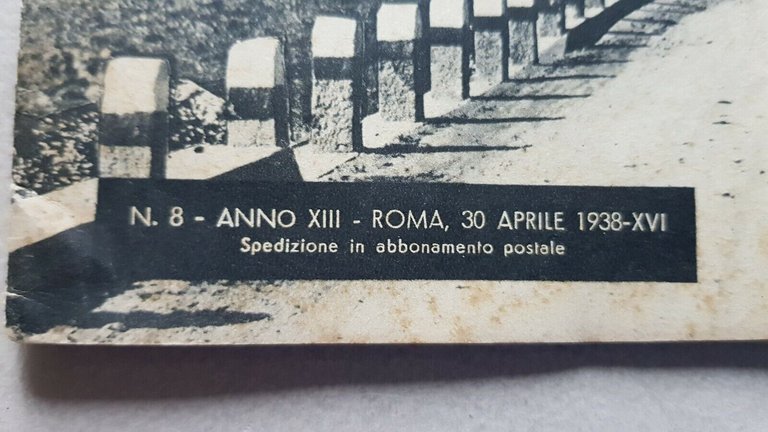 N. 8 - ANNO XIII - ROMA, 30 APRILE 1938-XVI
Spedizione in abbonamento postale